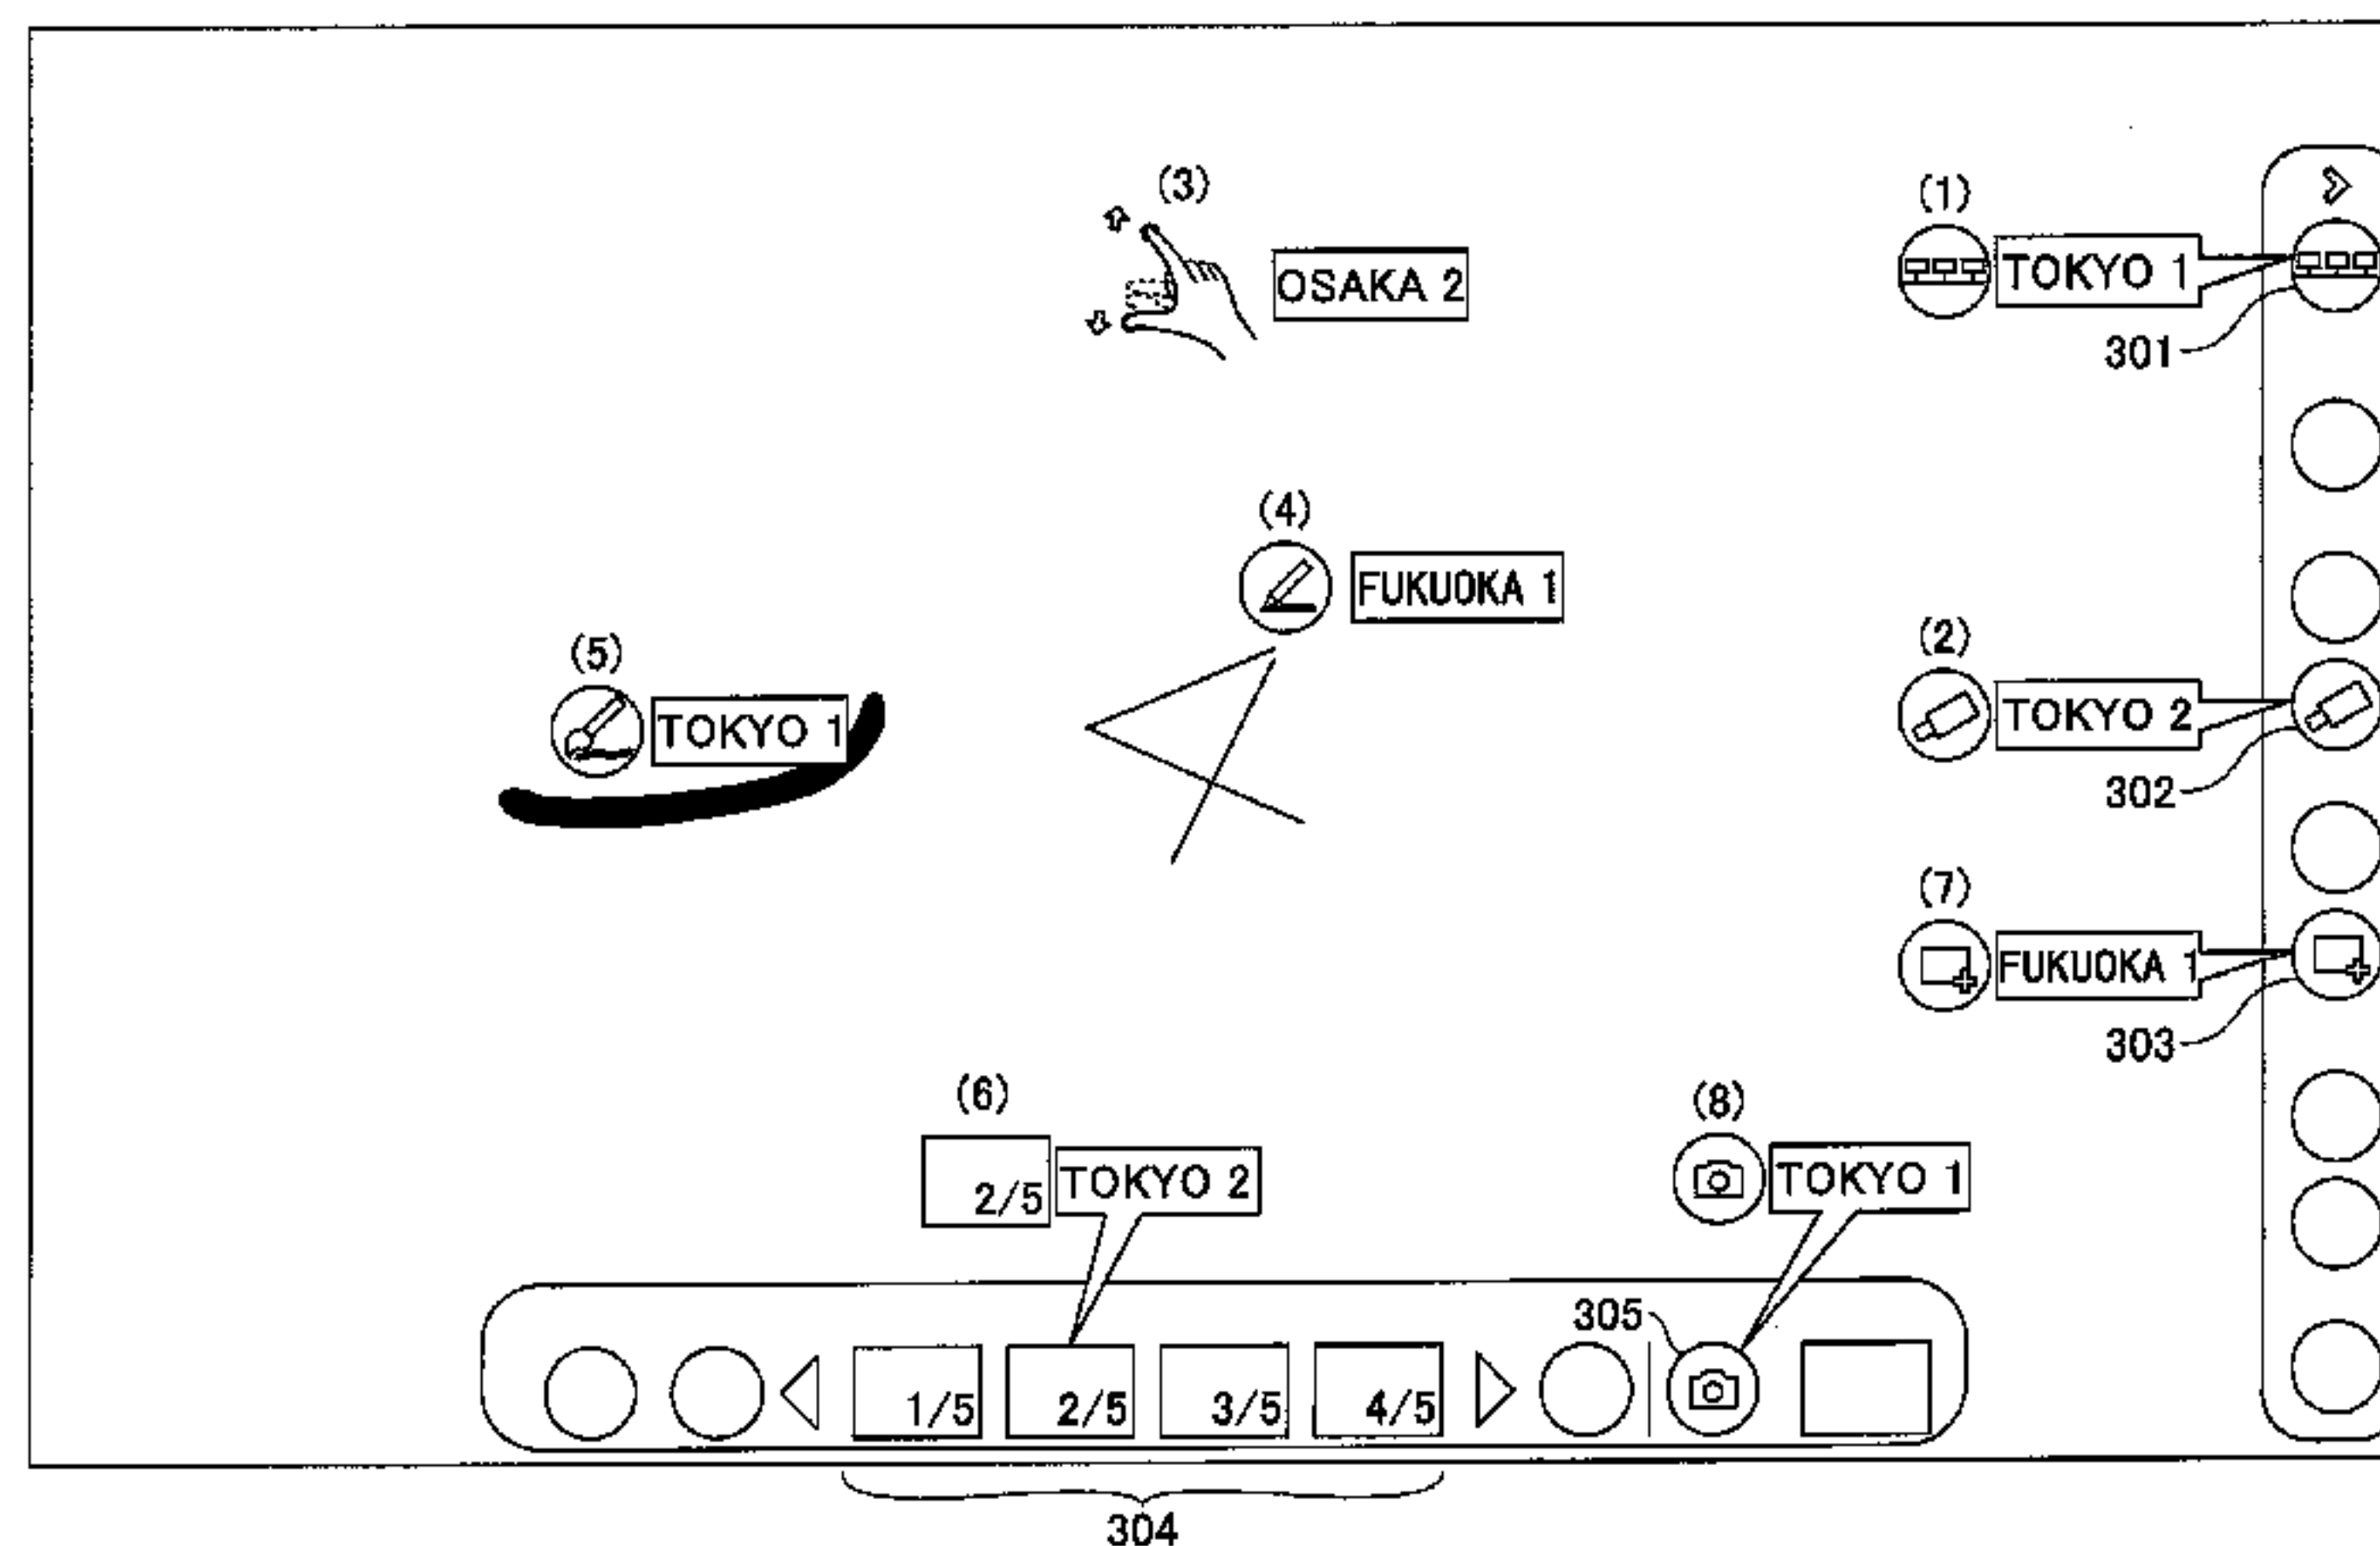 (3)
OSAKA 2
(1)
TOKYO 1
301
(4)
FUKUOKA 1
(5)
TOKYO 1
(2)
TOKYO 2
302
(7)
FUKUOKA 1
303
(6)
2/5
TOKYO 2
(8)
TOKYO 1
305
1/5
2/5
3/5
4/5
304